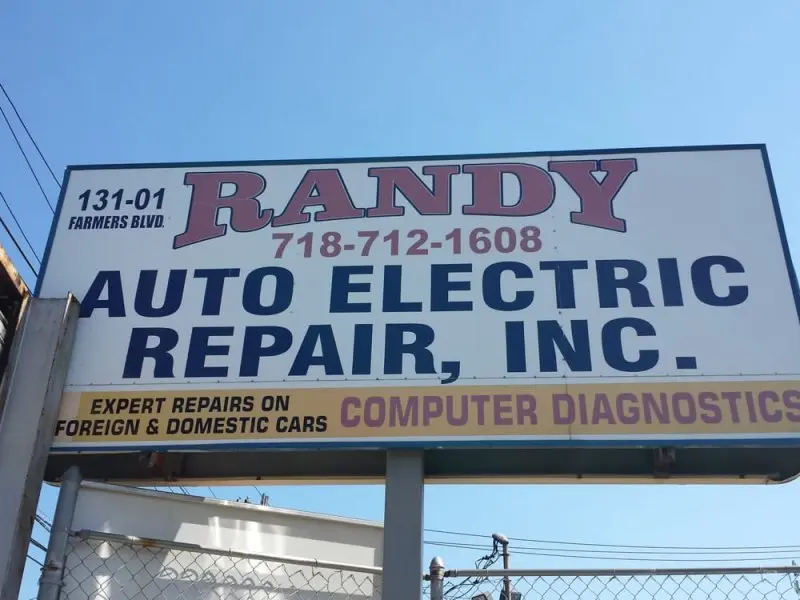 131-01
FARMERS BLVD.
RANDY
718-712-1608
AUTO ELECTRIC
REPAIR, INC.
EXPERT REPAIRS ON
FOREIGN & DOMESTIC CARS
COMPUTER DIAGNOSTICS